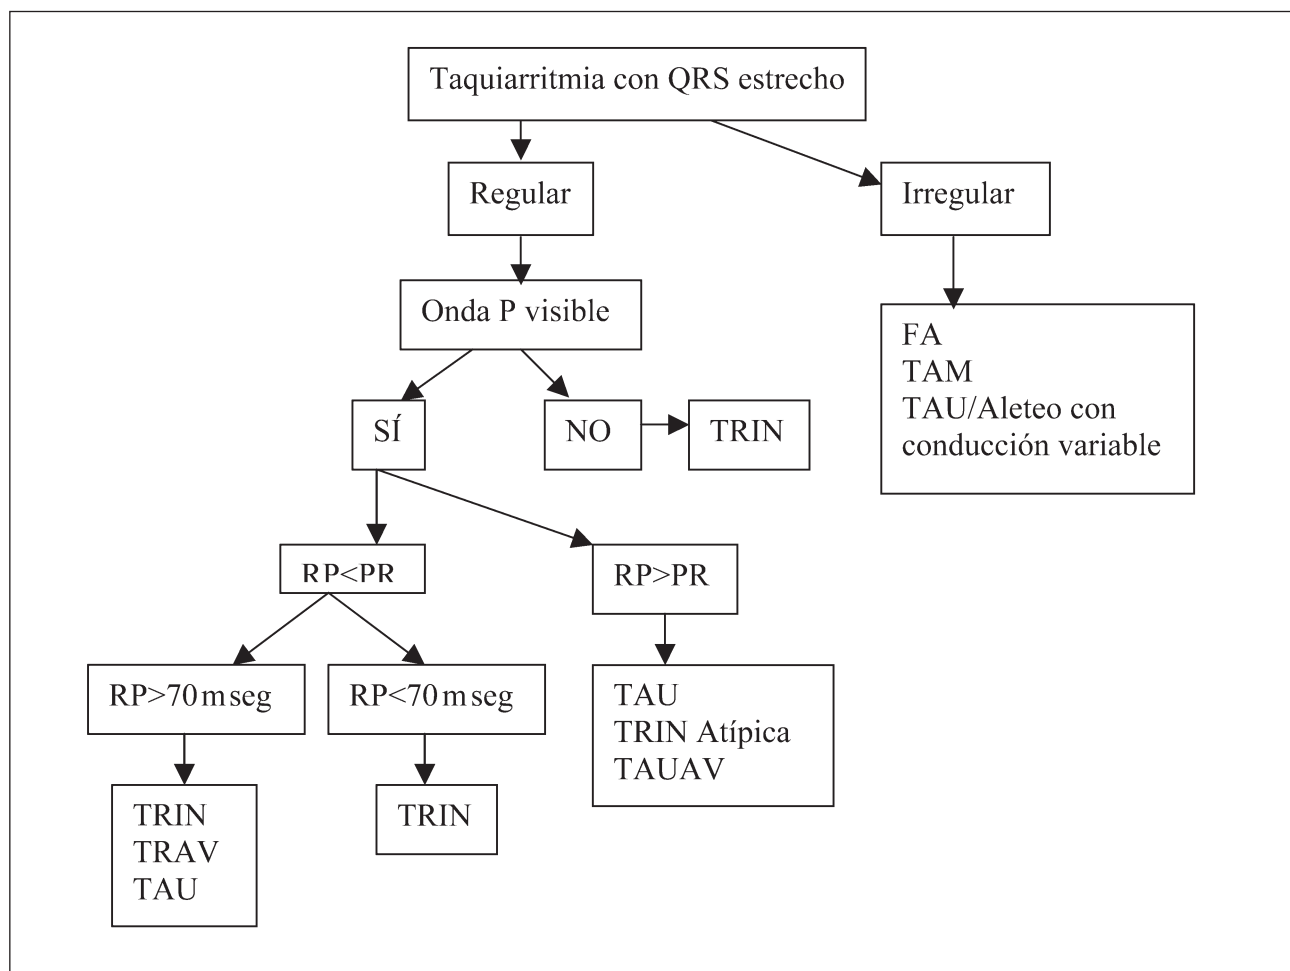 Taquiarritmia con QRS estrecho
Regular
Irregular
Onda P visible
FA
TAM
TAU/Aleteo con
conducción variable
SÍ
NO
TRIN
RP<PR
RP>PR
RP>70 mseg
RP<70 mseg
TAU
TRIN Atípica
TAUAV
TRIN
TRAV
TAU
TRIN